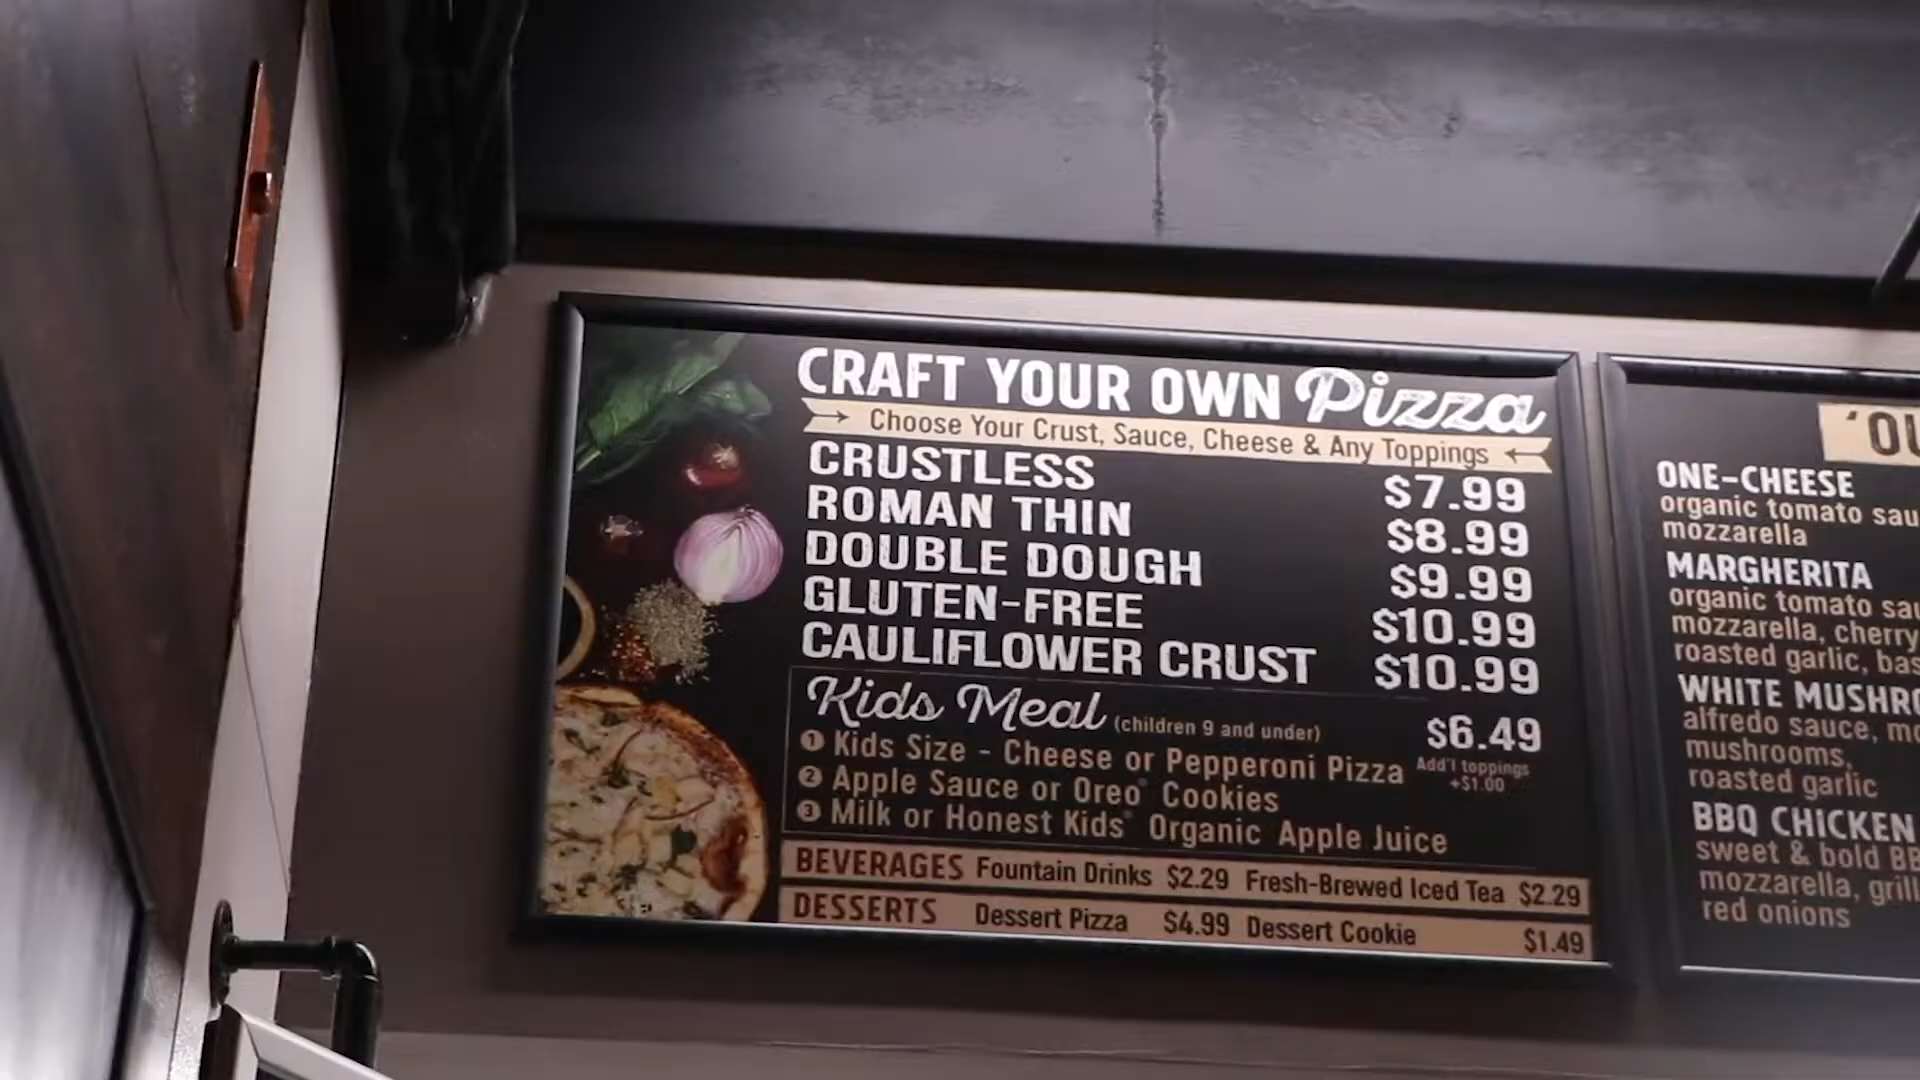 CRAFT YOUR OWN Pizza
Choose Your Crust, Sauce, Cheese & Any Toppings
CRUSTLESS $7.99
ROMAN THIN $8.99
DOUBLE DOUGH $9.99
GLUTEN-FREE $10.99
CAULIFLOWER CRUST $10.99
Kids Meal (children 9 and under) $6.49
1 Kids Size - Cheese or Pepperoni Pizza Add'l toppings +$1.00
2 Apple Sauce or Oreo® Cookies
3 Milk or Honest Kids® Organic Apple Juice
BEVERAGES Fountain Drinks $2.29 Fresh-Brewed Iced Tea $2.29
DESSERTS Dessert Pizza $4.99 Dessert Cookie $1.49
'OU
ONE-CHEESE
organic tomato sau
mozzarella
MARGHERITA
organic tomato sau
mozzarella, cherry
roasted garlic, bas
WHITE MUSHRO
alfredo sauce, mo
mushrooms,
roasted garlic
BBQ CHICKEN
sweet & bold BB
mozzarella, grill
red onions